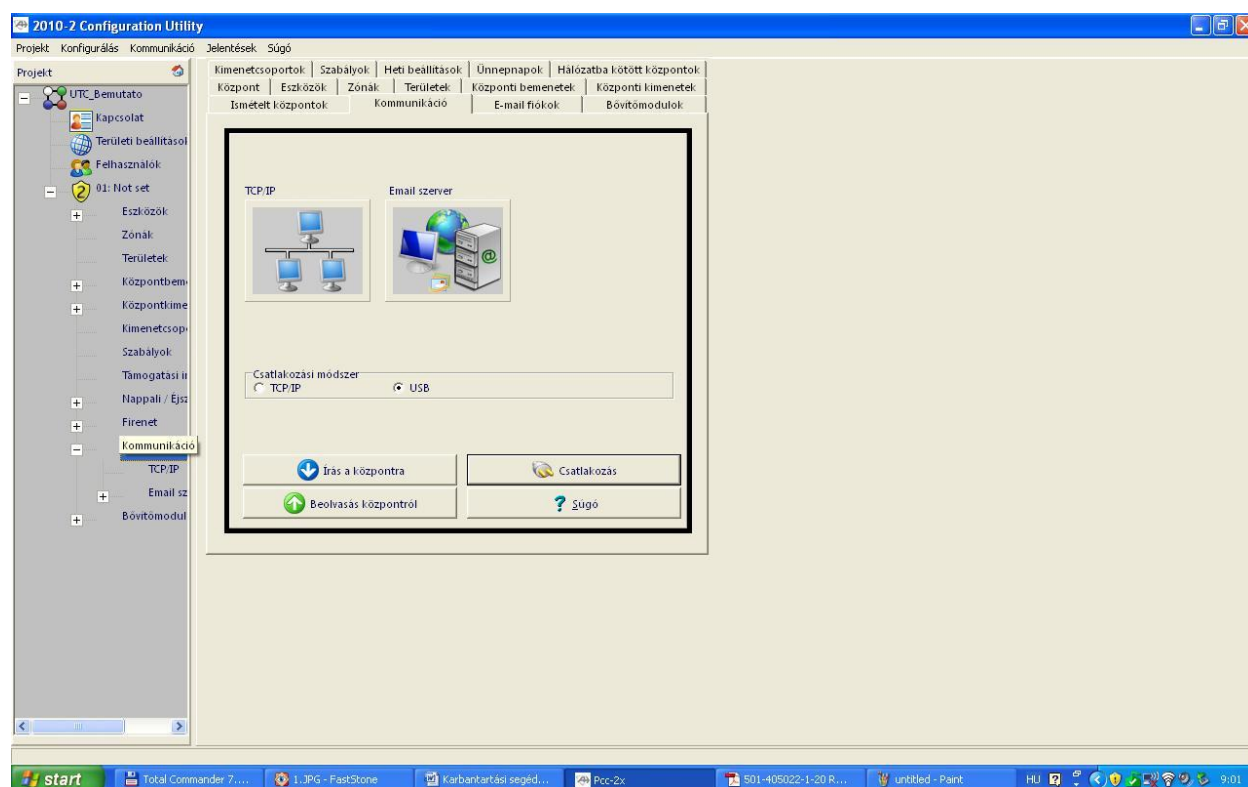 2010-2 Configuration Utility
Projekt Konfigurálás Kommunikáció Jelentések Súgó
Projekt
UTC_Bemutato
Kapcsolat
Területi beállítások
Felhasználók
01: Not set
Eszközök
Zónák
Területek
Központbem
Központkime
Kimenetcsop
Szabályok
Támogatási i
Nappali / Éjsz
Firenet
Kommunikáció
TCP/IP
Email sz
Bővítőmodul
Kimenetcsoportok Szabályok Heti beállítások Ünnepnapok Hálózatba kötött központok
Központ Eszközök Zónák Területek Központi bemenetek Központi kimenetek
Ismételt központok Kommunikáció E-mail fiókok Bővítőmodulok
TCP/IP Email szerver
Csatlakozási módszer
TCP/IP USB
Írás a központra Csatlakozás
Beolvasás központról Súgó
start Total Commander 7.... 1.JPG - FastStone Karbantartási segéd... Pcc-2x 501-405022-1-20 R... untitled - Paint HU 9:01